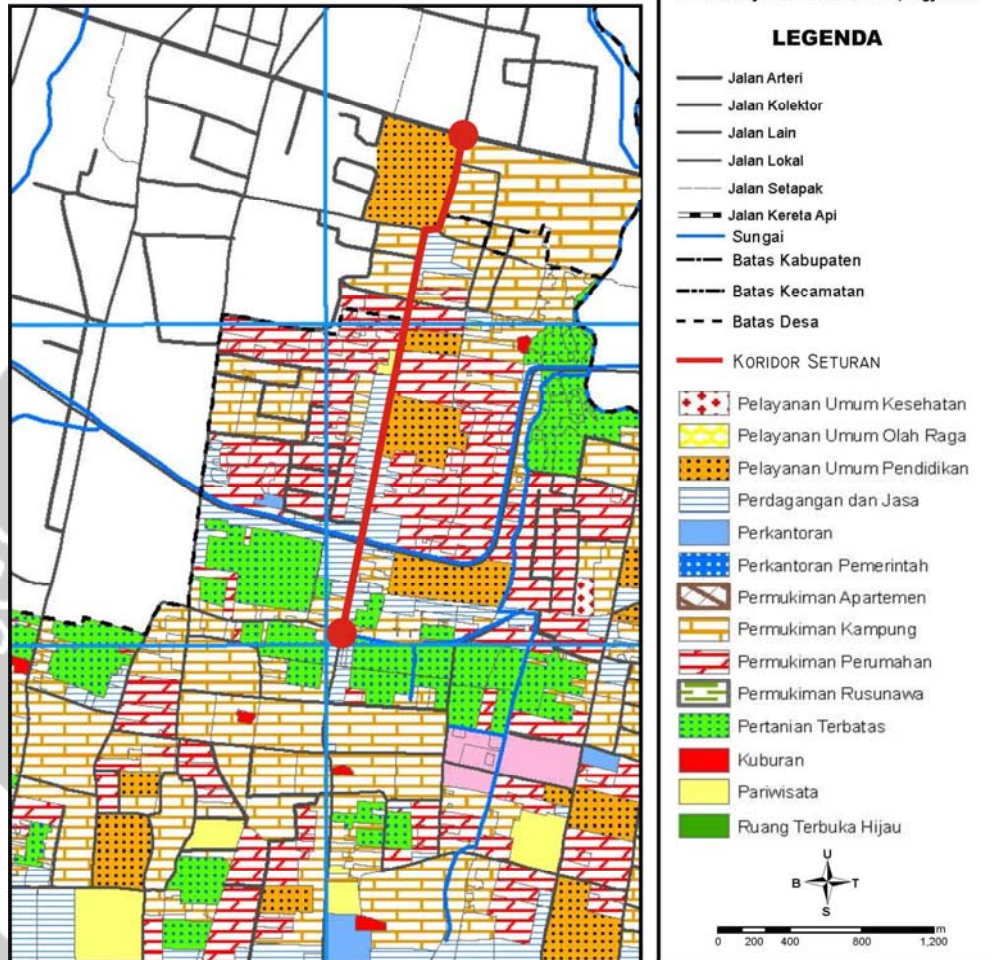 LEGENDA
Jalan Arteri
Jalan Kolektor
Jalan Lain
Jalan Lokal
Jalan Setapak
Jalan Kereta Api
Sungai
Batas Kabupaten
Batas Kecamatan
Batas Desa
KORIDOR SETURAN
Pelayanan Umum Kesehatan
Pelayanan Umum Olah Raga
Pelayanan Umum Pendidikan
Perdagangan dan Jasa
Perkantoran
Perkantoran Pemerintah
Permukiman Apartemen
Permukiman Kampung
Permukiman Perumahan
Permukiman Rusunawa
Pertanian Terbatas
Kuburan
Pariwisata
Ruang Terbuka Hijau
U
B T
S
m
0 200 400 800 1,200